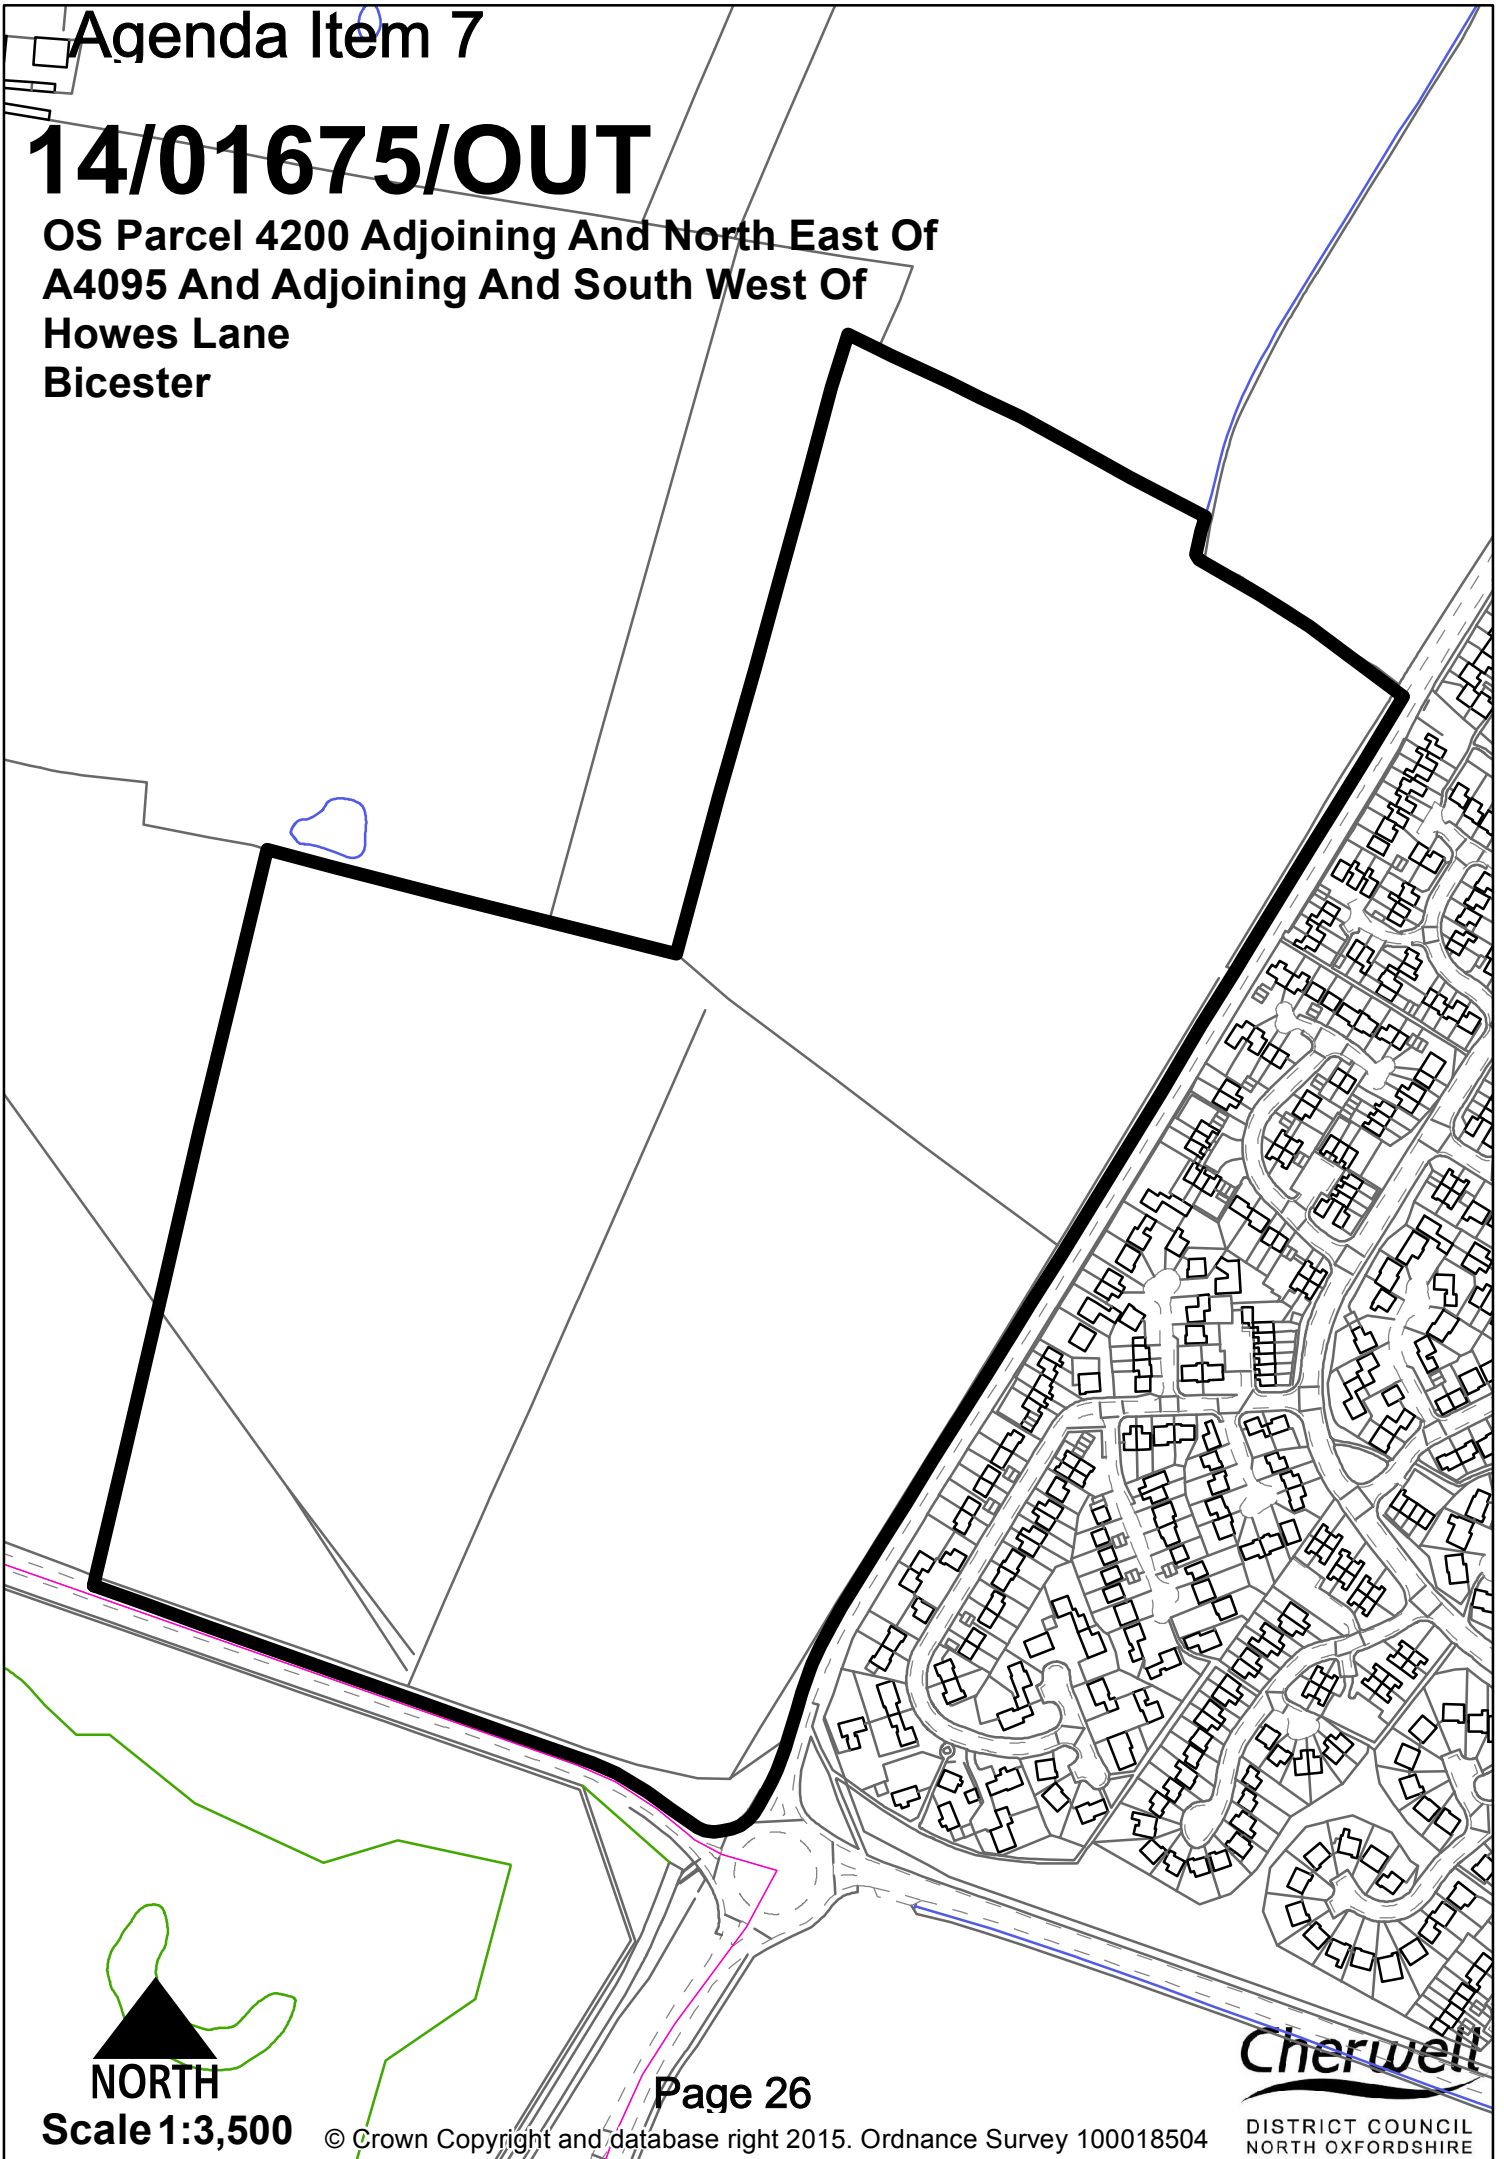 Agenda Item 7
14/01675/OUT
OS Parcel 4200 Adjoining And North East Of
A4095 And Adjoining And South West Of
Howes Lane
Bicester
NORTH
Scale 1:3,500
Page 26
© Crown Copyright and database right 2015. Ordnance Survey 100018504
Cherwell
DISTRICT COUNCIL
NORTH OXFORDSHIRE